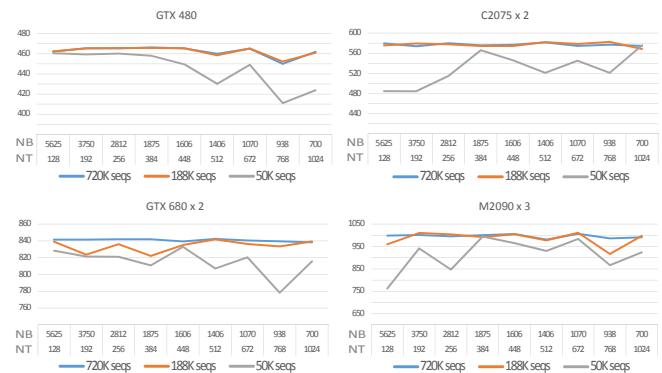 GTX 480
480
460
440
420
400
NB 5625 3750 2812 1875 1606 1406 1070 938 700
NT 128 192 256 384 448 512 672 768 1024
720K seqs 188K seqs 50K seqs
C2075 x 2
600
560
520
480
440
NB 5625 3750 2812 1875 1606 1406 1070 938 700
NT 128 192 256 384 448 512 672 768 1024
720K seqs 188K seqs 50K seqs
GTX 680 x 2
860
840
820
800
780
760
NB 5625 3750 2812 1875 1606 1406 1070 938 700
NT 128 192 256 384 448 512 672 768 1024
720K seqs 188K seqs 50K seqs
M2090 x 3
1050
950
850
750
650
NB 5625 3750 2812 1875 1606 1406 1070 938 700
NT 128 192 256 384 448 512 672 768 1024
720K seqs 188K seqs 50K seqs